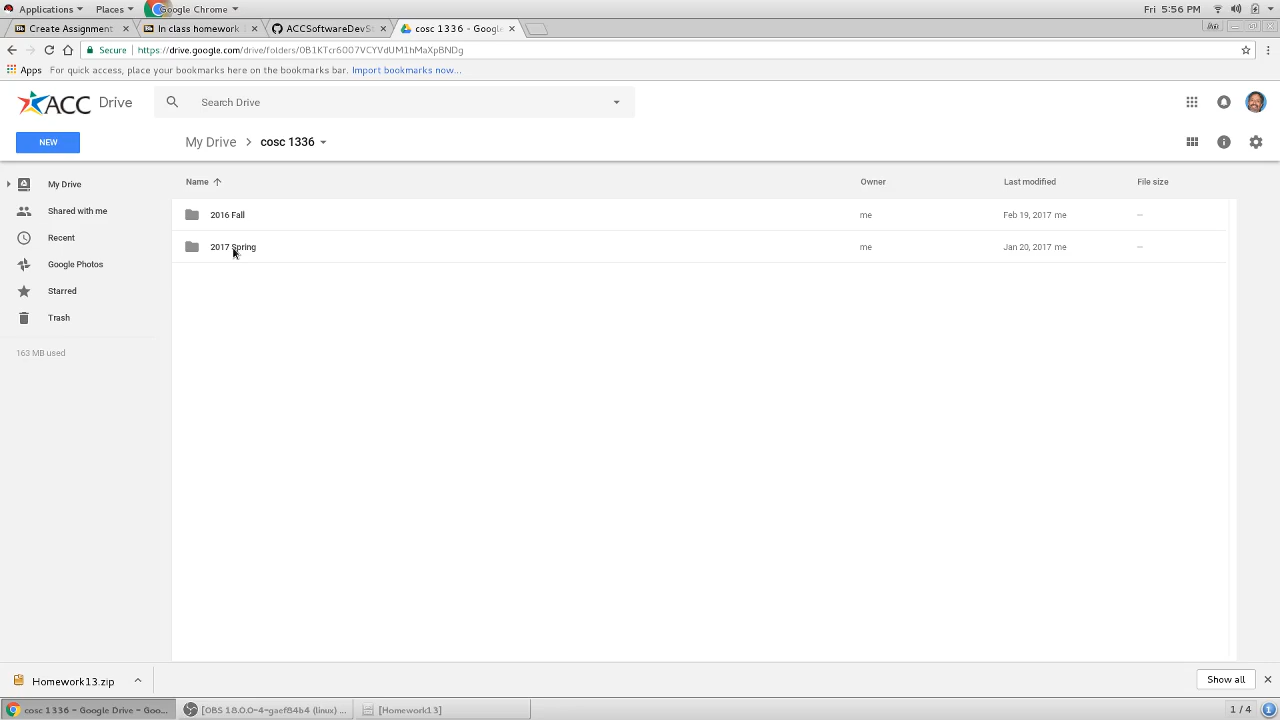 Applications Places Google Chrome Fri, 5:56 PM
Create Assignment In class homework ACCSoftwareDevS cosc 1336 - Google Ari
Secure https://drive.google.com/drive/folders/0B1KTcr6O07VCYVdUM1hMaXpBNDg
Apps For quick access, place your bookmarks here on the bookmarks bar. Import bookmarks now...
ACC Drive Search Drive
NEW My Drive > cosc 1336
Name Owner Last modified File size
My Drive
Shared with me
Recent
Google Photos
Starred
Trash
163 MB used
2016 Fall me Feb 19, 2017 me —
2017 Spring me Jan 20, 2017 me —
Homework13.zip Show all
cosc 1336 - Google Drive - Goo... [OBS 18.0.0-4-gaef84b4 (linux) ... [Homework13] 1 / 4 1